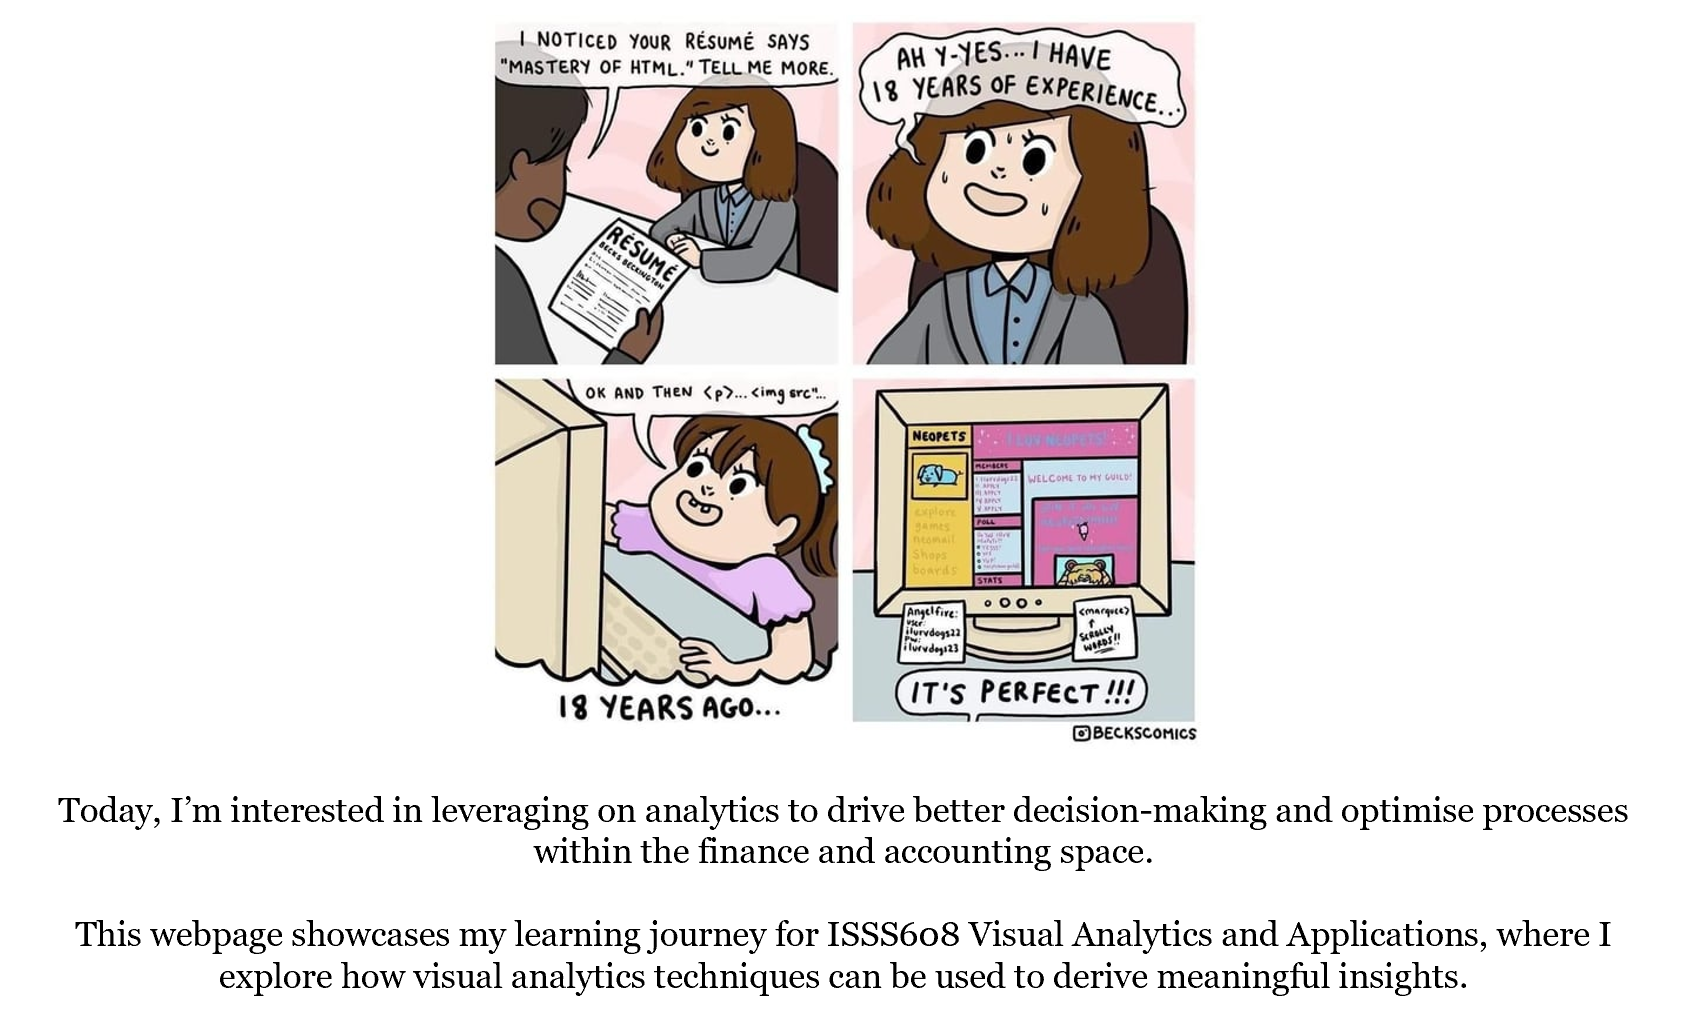 I NOTICED YOUR RÉSUMÉ SAYS
"MASTERY OF HTML." TELL ME MORE.
RÉSUMÉ
BECKS BECKINGTON
AH Y-YES... I HAVE
18 YEARS OF EXPERIENCE...
OK AND THEN <p>... <img src"...
18 YEARS AGO...
NEOPETS
I LUV NEOPETS!
MEMBERS
WELCOME TO MY GUILD!
explore
games
neomail
Shops
boards
POLL
STATS
Angelfire:
user:
ilurvdogs22
pw:
ilurvdogs23
<marquee>
↑
SCROLLY
WORDS!!
IT'S PERFECT!!!
BECKSCOMICS
Today, I’m interested in leveraging on analytics to drive better decision-making and optimise processes
within the finance and accounting space.
This webpage showcases my learning journey for ISSS608 Visual Analytics and Applications, where I
explore how visual analytics techniques can be used to derive meaningful insights.